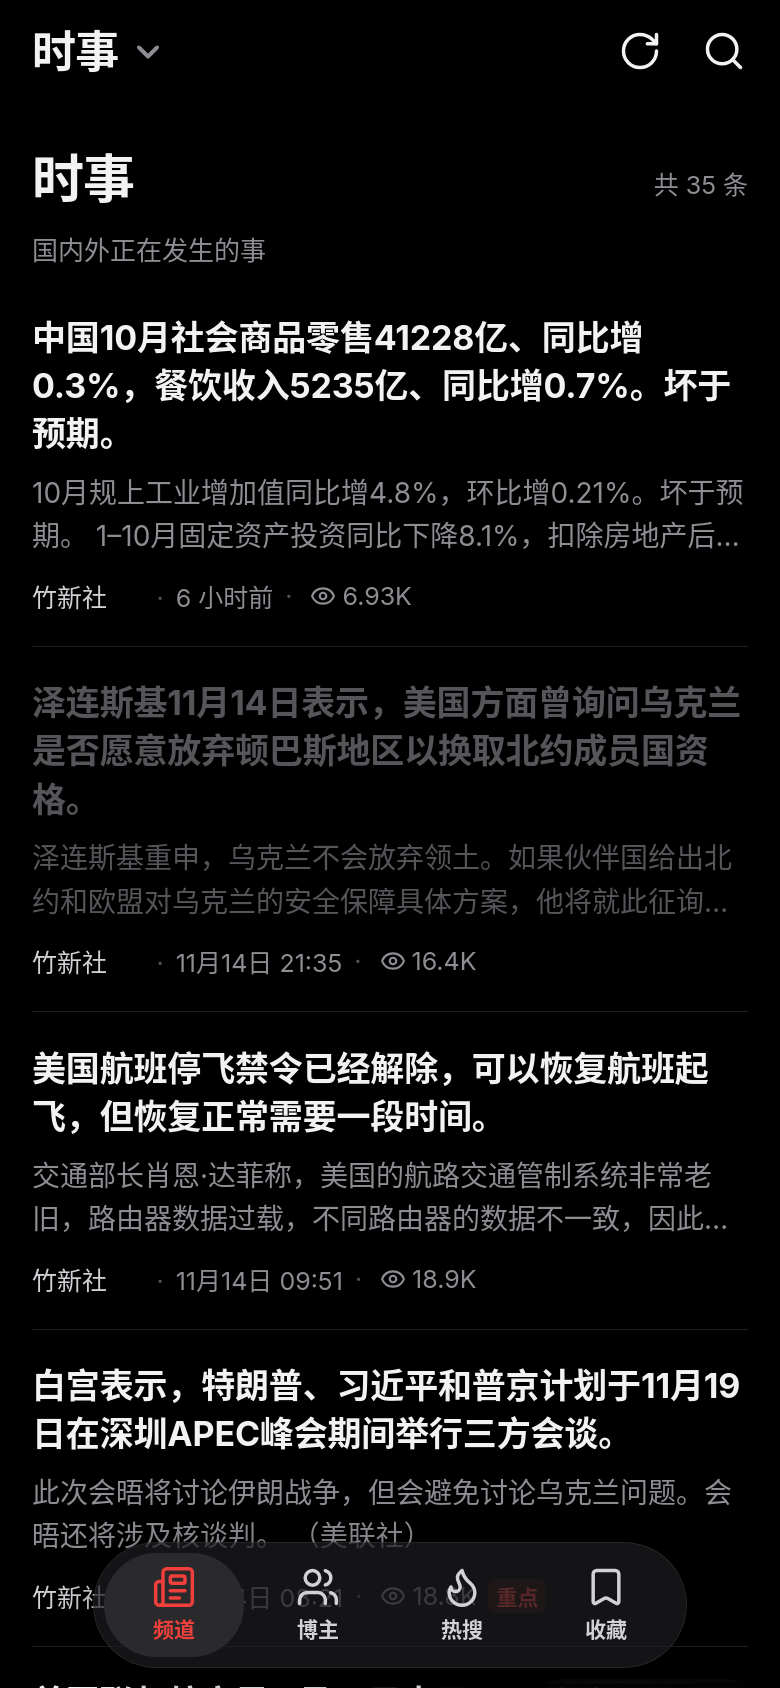 时事
时事
共 35 条
国内外正在发生的事
中国10月社会商品零售41228亿、同比增
0.3%，餐饮收入5235亿、同比增0.7%。坏于
预期。
10月规上工业增加值同比增4.8%，环比增0.21%。坏于预
期。 1–10月固定资产投资同比下降8.1%，扣除房地产后...
竹新社 · 6 小时前 · 6.93K
泽连斯基11月14日表示，美国方面曾询问乌克兰
是否愿意放弃顿巴斯地区以换取北约成员国资
格。
泽连斯基重申，乌克兰不会放弃领土。如果伙伴国给出北
约和欧盟对乌克兰的安全保障具体方案，他将就此征询...
竹新社 · 11月14日 21:35 · 16.4K
美国航班停飞禁令已经解除，可以恢复航班起
飞，但恢复正常需要一段时间。
交通部长肖恩·达菲称，美国的航路交通管制系统非常老
旧，路由器数据过载，不同路由器的数据不一致，因此...
竹新社 · 11月14日 09:51 · 18.9K
白宫表示，特朗普、习近平和普京计划于11月19
日在深圳APEC峰会期间举行三方会谈。
此次会晤将讨论伊朗战争，但会避免讨论乌克兰问题。会
晤还将涉及核谈判。 （美联社）
竹新社 重点
频道
博主
热搜
收藏